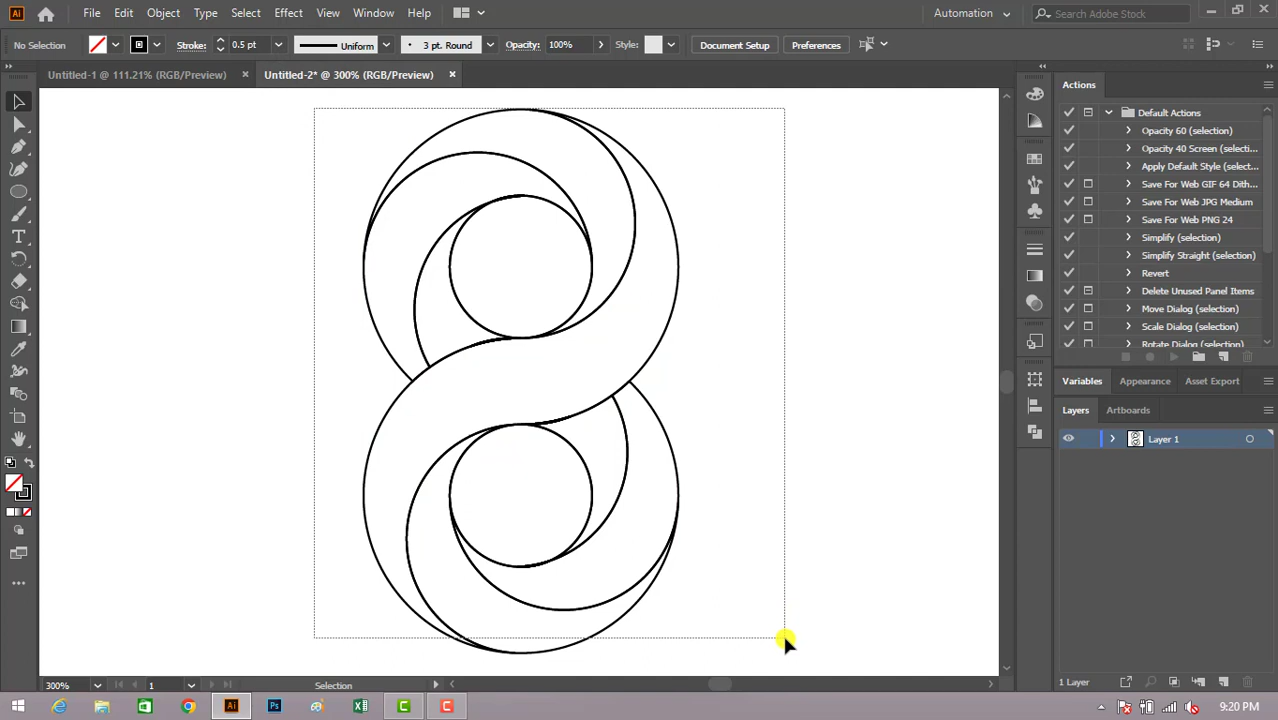 Ai File Edit Object Type Select Effect View Window Help Automation Search Adobe Stock
No Selection Stroke: 0.5 pt Uniform 3 pt. Round Opacity: 100% Style: Document Setup Preferences
Untitled-1 @ 111.21% (RGB/Preview) × Untitled-2* @ 300% (RGB/Preview) ×
Actions
Default Actions
Opacity 60 (selection)
Opacity 40 Screen (selecti...
Apply Default Style (select...
Save For Web GIF 64 Dith...
Save For Web JPG Medium
Save For Web PNG 24
Simplify (selection)
Simplify Straight (selection)
Revert
Delete Unused Panel Items
Move Dialog (selection)
Scale Dialog (selection)
Rotate Dialog (selection)
Variables Appearance Asset Export
Layers Artboards
Layer 1
1 Layer
300% 1 Selection
Ai Ps C C 9:20 PM